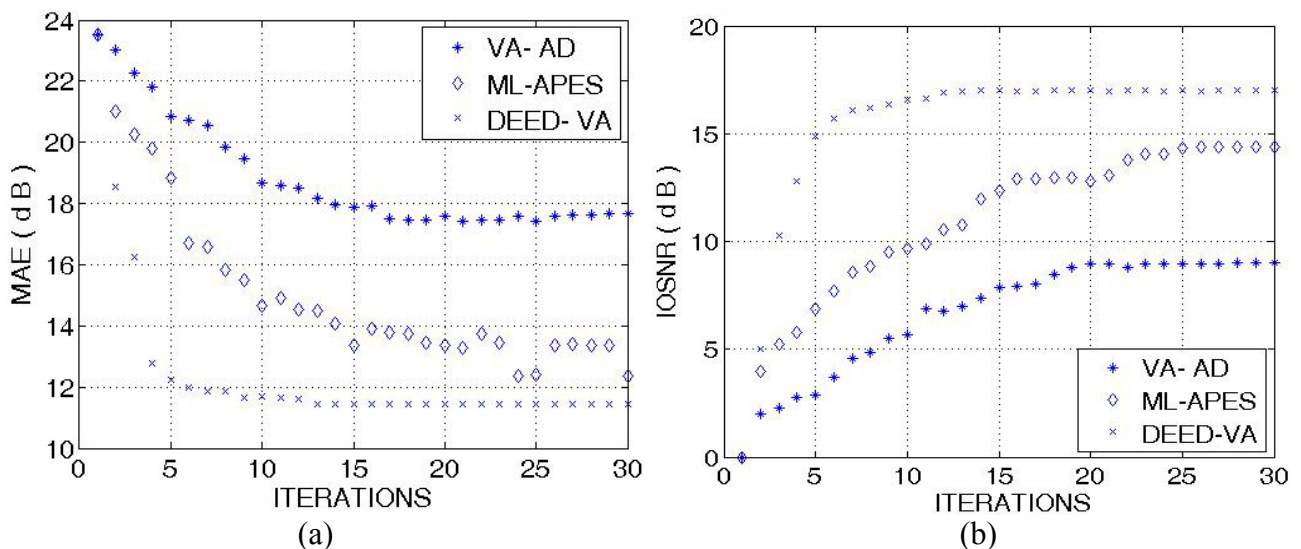 24
22
20
18
16
14
12
10
0
5
10
15
20
25
30
MAE ( d B )
ITERATIONS
VA- AD
ML-APES
DEED- VA
(a)
20
15
10
5
0
0
5
10
15
20
25
30
IOSNR ( d B )
ITERATIONS
VA- AD
ML-APES
DEED-VA
(b)